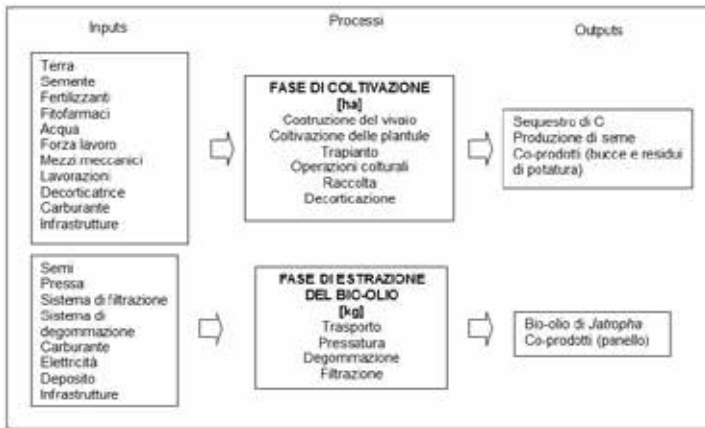 Inputs
Processi
Outputs
Terra
Semente
Fertilizzanti
Fitofarmaci
Acqua
Forza lavoro
Mezzi meccanici
Lavorazioni
Decorticatrice
Carburante
Infrastrutture
FASE DI COLTIVAZIONE
[ha]
Costruzione del vivaio
Coltivazione delle plantule
Trapianto
Operazioni colturali
Raccolta
Decorticazione
Sequestro di C
Produzione di seme
Co-prodotti (bucce e residui
di potatura)
Semi
Pressa
Sistema di filtrazione
Sistema di
degommazione
Carburante
Elettricità
Deposito
Infrastrutture
FASE DI ESTRAZIONE
DEL BIO-OLIO
[kg]
Trasporto
Pressatura
Degommazione
Filtrazione
Bio-olio di Jatropha
Co-prodotti (panello)